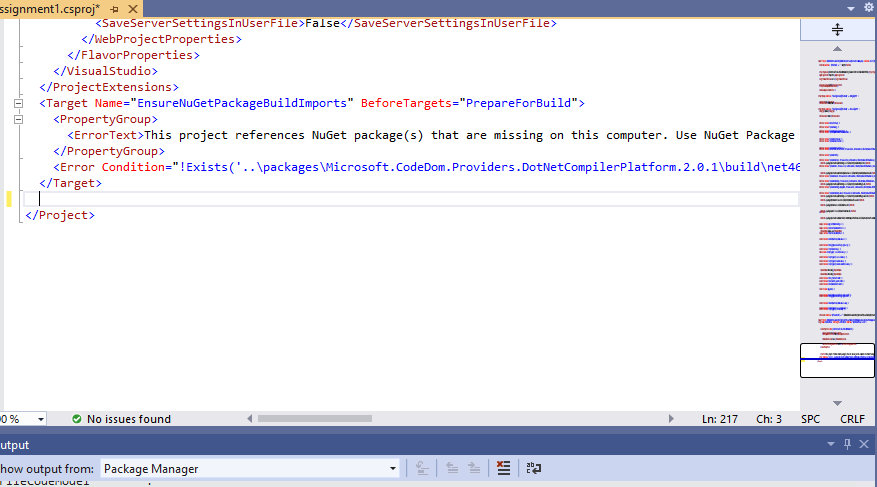 ssignment1.csproj*
<SaveServerSettingsInUserFile>False</SaveServerSettingsInUserFile>
</WebProjectProperties>
</FlavorProperties>
</VisualStudio>
</ProjectExtensions>
<Target Name="EnsureNuGetPackageBuildImports" BeforeTargets="PrepareForBuild">
<PropertyGroup>
<ErrorText>This project references NuGet package(s) that are missing on this computer. Use NuGet Package
</PropertyGroup>
<Error Condition="!Exists('..\packages\Microsoft.CodeDom.Providers.DotNetCompilerPlatform.2.0.1\build\net46
</Target>
</Project>
00 % No issues found Ln: 217 Ch: 3 SPC CRLF
utput
how output from: Package Manager